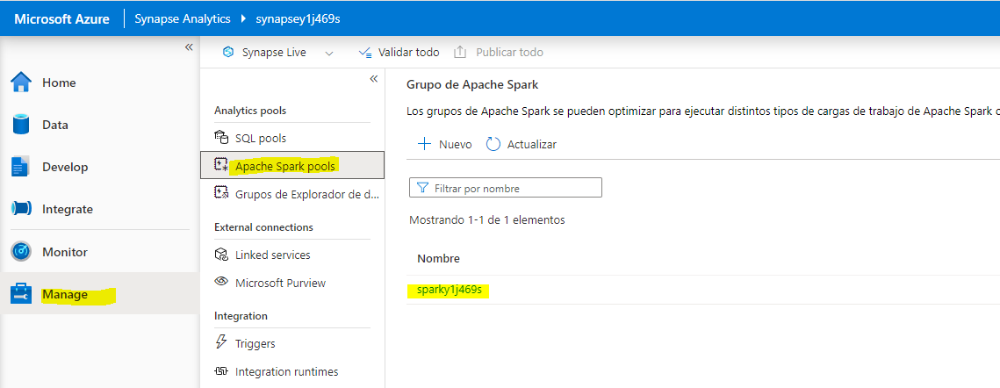 Microsoft Azure Synapse Analytics synapsey1j469s
Home
Data
Develop
Integrate
Monitor
Manage
Synapse Live Validar todo Publicar todo
Analytics pools
SQL pools
Apache Spark pools
Grupos de Explorador de d...
External connections
Linked services
Microsoft Purview
Integration
Triggers
Integration runtimes
Grupo de Apache Spark
Los grupos de Apache Spark se pueden optimizar para ejecutar distintos tipos de cargas de trabajo de Apache Spark
Nuevo Actualizar
Filtrar por nombre
Mostrando 1-1 de 1 elementos
Nombre
sparky1j469s